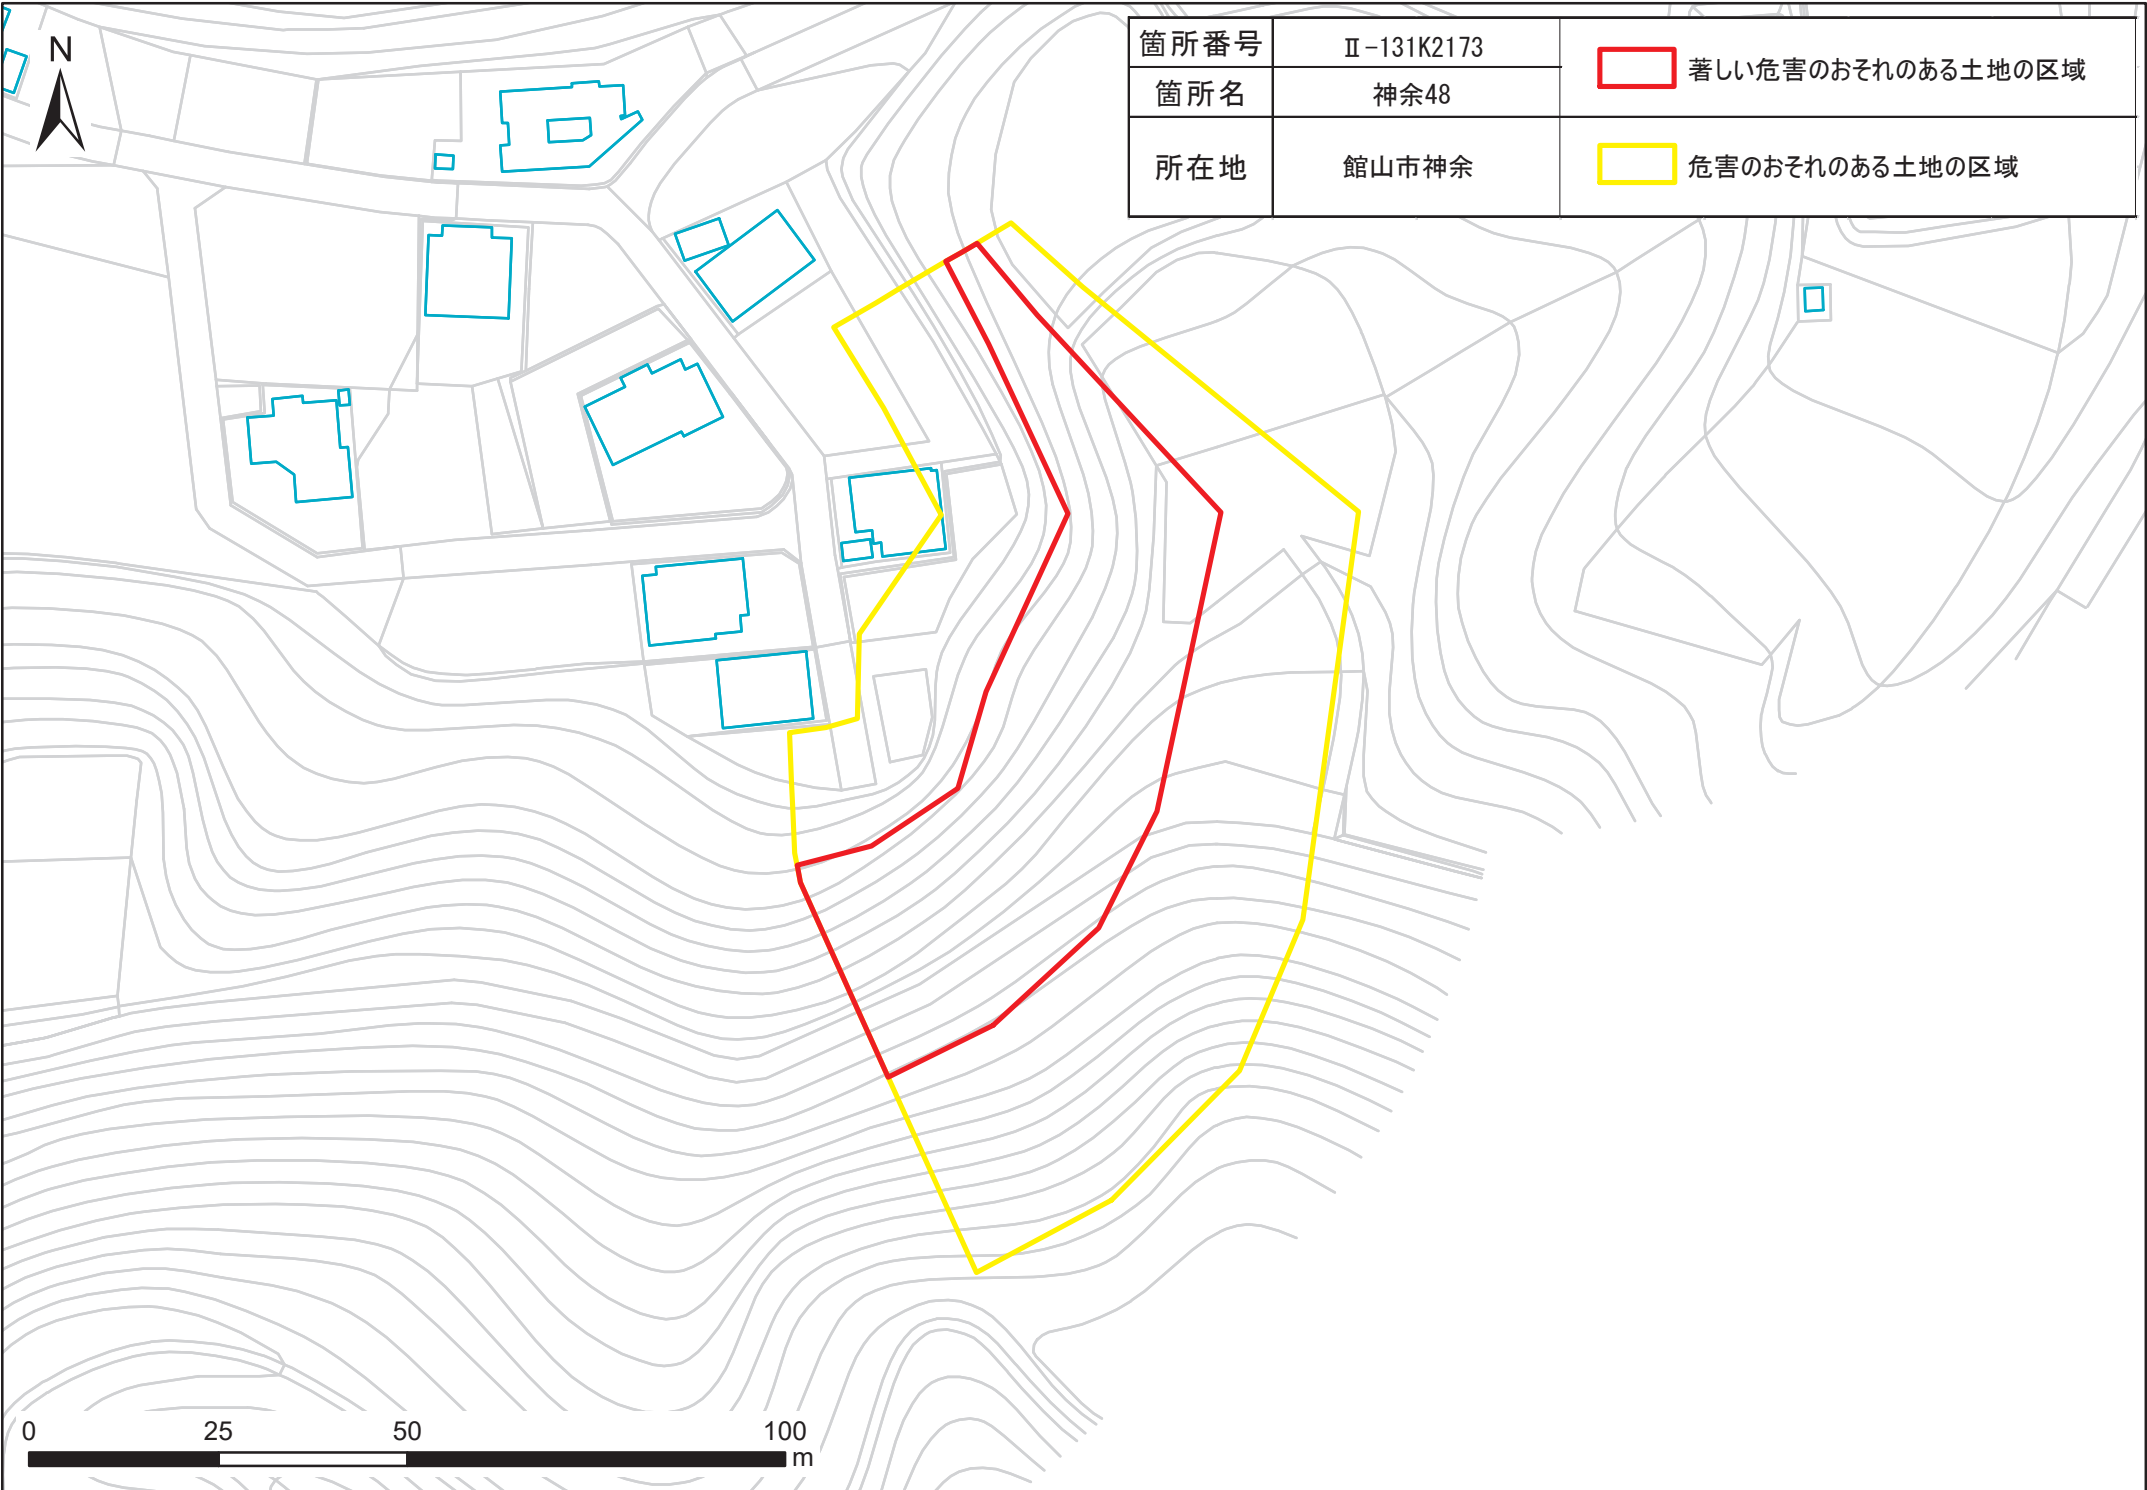 N
箇所番号 Ⅱ-131K2173
箇所名 神余48
所在地 館山市神余
著しい危害のおそれのある土地の区域
危害のおそれのある土地の区域
0 25 50 100
m